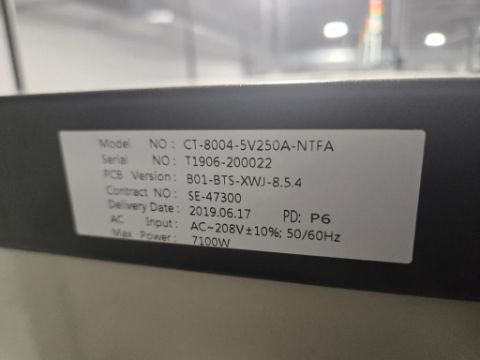 Model NO: CT-8004-5V250A-NTFA
Serial NO: T1906-200022
PCB Version: B01-BTS-XWJ-8.5.4
Contract NO: SE-47300
Delivery Date: 2019.06.17 PD: P6
AC Input: AC~208V±10%; 50/60Hz
Max Power: 7100W